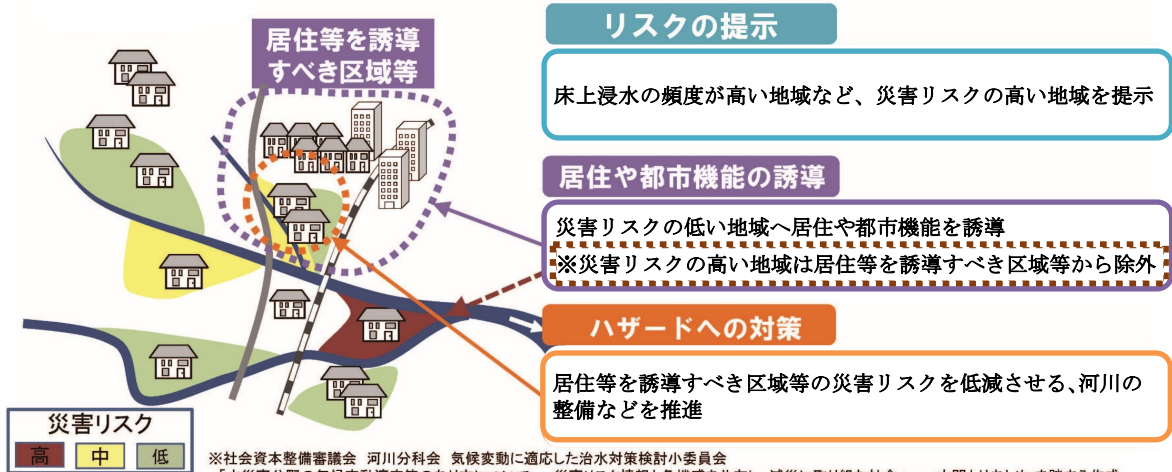 居住等を誘導
すべき区域等
リスクの提示
床上浸水の頻度が高い地域など、災害リスクの高い地域を提示
居住や都市機能の誘導
災害リスクの低い地域へ居住や都市機能を誘導
※災害リスクの高い地域は居住等を誘導すべき区域等から除外
ハザードへの対策
居住等を誘導すべき区域等の災害リスクを低減させる、河川の
整備などを推進
災害リスク
高 中 低
※社会資本整備審議会 河川分科会 気候変動に適応した治水対策検討小委員会